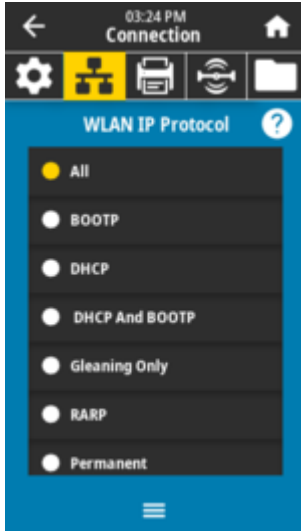 03:24 PM
Connection
WLAN IP Protocol
?
All
BOOTP
DHCP
DHCP And BOOTP
Gleaning Only
RARP
Permanent